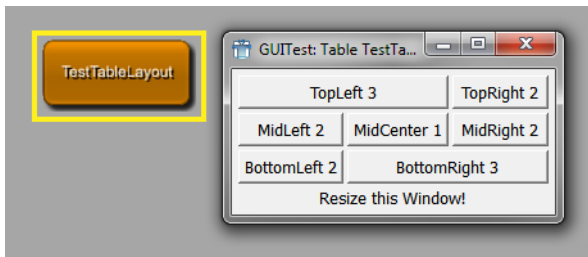 TestTableLayout
GUITest: Table TestTa...
TopLeft 3 TopRight 2
MidLeft 2 MidCenter 1 MidRight 2
BottomLeft 2 BottomRight 3
Resize this Window!